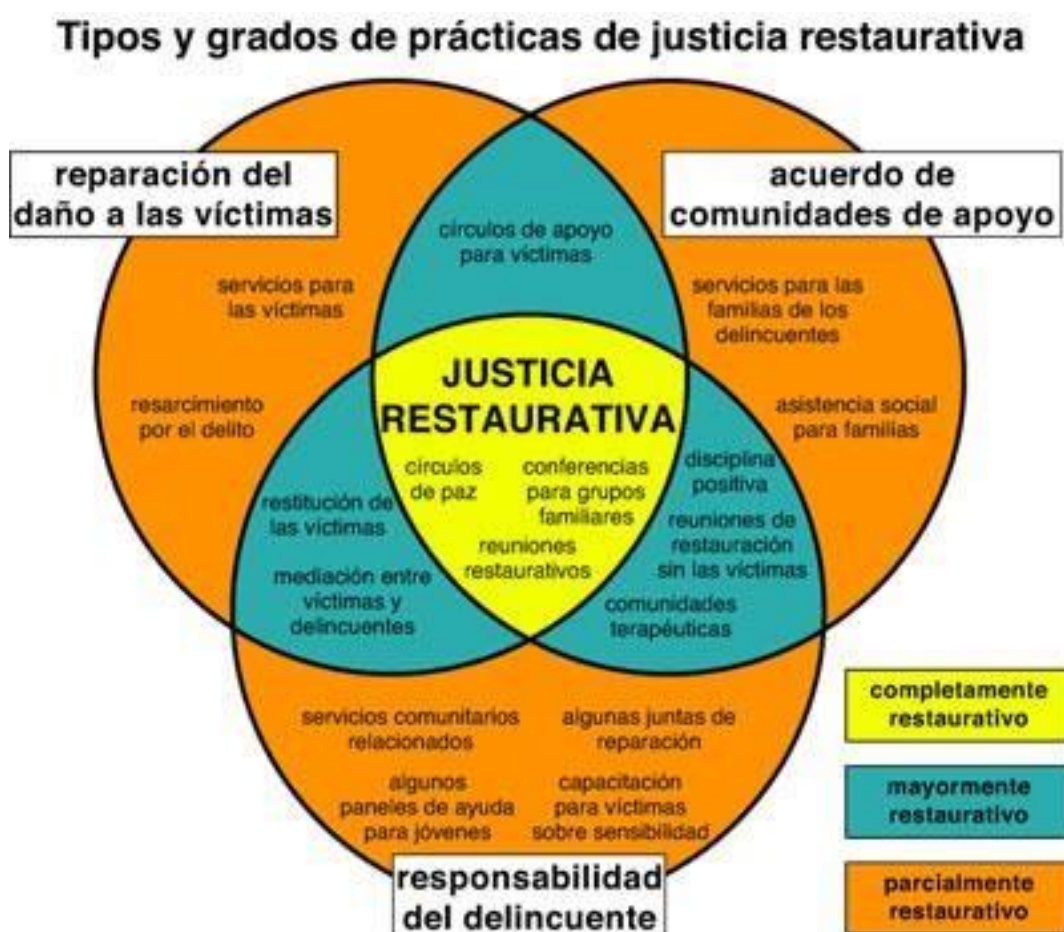 Tipos y grados de prácticas de justicia restaurativa
reparación del
daño a las víctimas
acuerdo de
comunidades de apoyo
círculos de apoyo
para víctimas
servicios para
las víctimas
servicios para las
familias de los
delincuentes
JUSTICIA
RESTAURATIVA
resarcimiento
por el delito
asistencia social
para familias
círculos
de paz
conferencias
para grupos
familiares
disciplina
positiva
restitución de
las víctimas
reuniones de
restauración
sin las víctimas
reuniones
restaurativos
mediación entre
víctimas y
delincuentes
comunidades
terapéuticas
servicios comunitarios
relacionados
algunas juntas de
reparación
algunos
paneles de ayuda
para jóvenes
capacitación
para víctimas
sobre sensibilidad
responsabilidad
del delincuente
completamente
restaurativo
mayormente
restaurativo
parcialmente
restaurativo